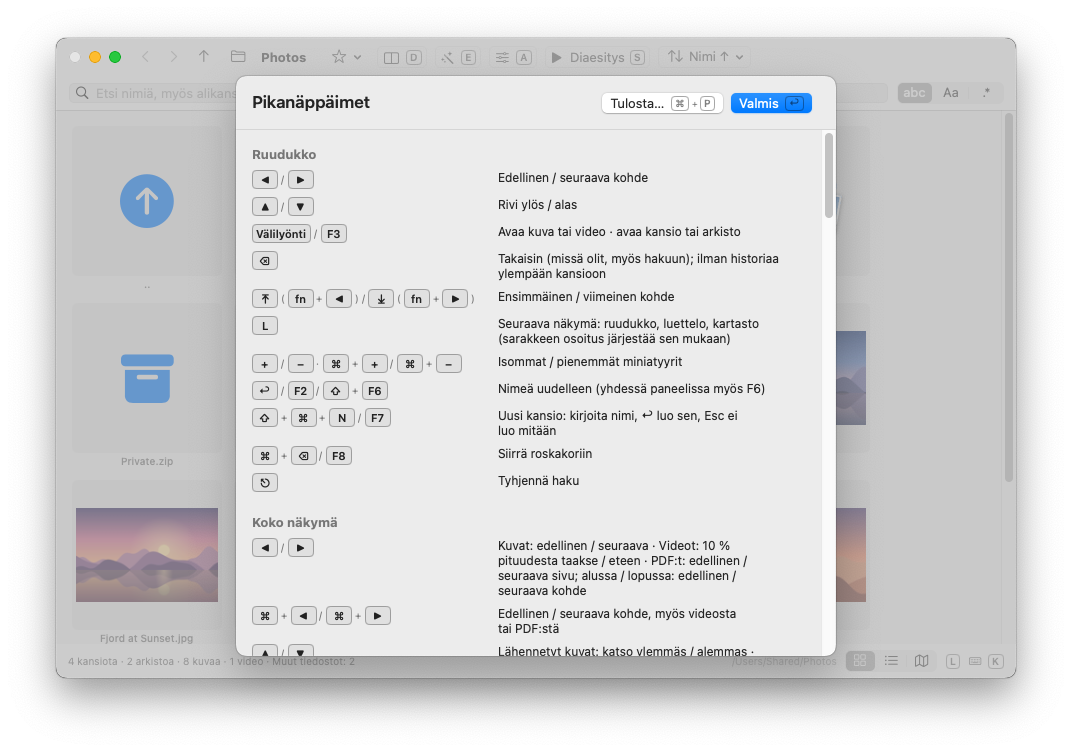 Photos D E A Diaesitys S Nimi ↑
Etsi nimiä, myös alikans abc Aa .*
Pikanäppäimet Tulosta… ⌘ + P Valmis ↩
Ruudukko
◀ / ▶ Edellinen / seuraava kohde
▲ / ▼ Rivi ylös / alas
Välilyönti / F3 Avaa kuva tai video · avaa kansio tai arkisto
⌫ Takaisin (missä olit, myös hakuun); ilman historiaa
ylempään kansioon
⤒ ( fn + ◀ ) / ⤓ ( fn + ▶ ) Ensimmäinen / viimeinen kohde
L Seuraava näkymä: ruudukko, luettelo, kartasto
(sarakkeen osoitus järjestää sen mukaan)
+ / − · ⌘ + + / ⌘ + − Isommat / pienemmät miniatyyrit
↩ / F2 / ⇧ + F6 Nimeä uudelleen (yhdessä paneelissa myös F6)
⇧ + ⌘ + N / F7 Uusi kansio: kirjoita nimi, ↩ luo sen, Esc ei
luo mitään
⌘ + ⌫ / F8 Siirrä roskakoriin
⎋ Tyhjennä haku
Koko näkymä
◀ / ▶ Kuvat: edellinen / seuraava · Videot: 10 %
pituudesta taakse / eteen · PDF:t: edellinen /
seuraava sivu; alussa / lopussa: edellinen /
seuraava kohde
⌘ + ◀ / ⌘ + ▶ Edellinen / seuraava kohde, myös videosta
tai PDF:stä
▲ / ▼ Lähennetyt kuvat: katso ylemmäs / alemmas ·
..
Private.zip
Fjord at Sunset.jpg
4 kansiota · 2 arkistoa · 8 kuvaa · 1 video · Muut tiedostot: 2 /Users/Shared/Photos L K